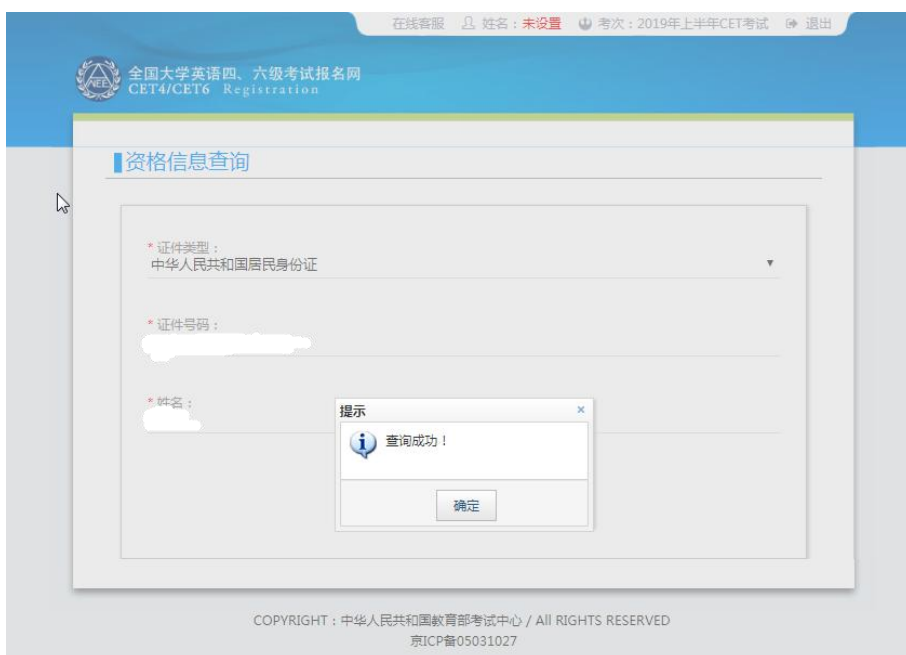 在线客服 姓名：未设置 考次：2019年上半年CET考试 退出
全国大学英语四、六级考试报名网
CET4/CET6 Registration
NEE
资格信息查询
* 证件类型：
中华人民共和国居民身份证
* 证件号码：
* 姓名：
提示
查询成功！
确定
COPYRIGHT：中华人民共和国教育部考试中心 / All RIGHTS RESERVED
京ICP备05031027